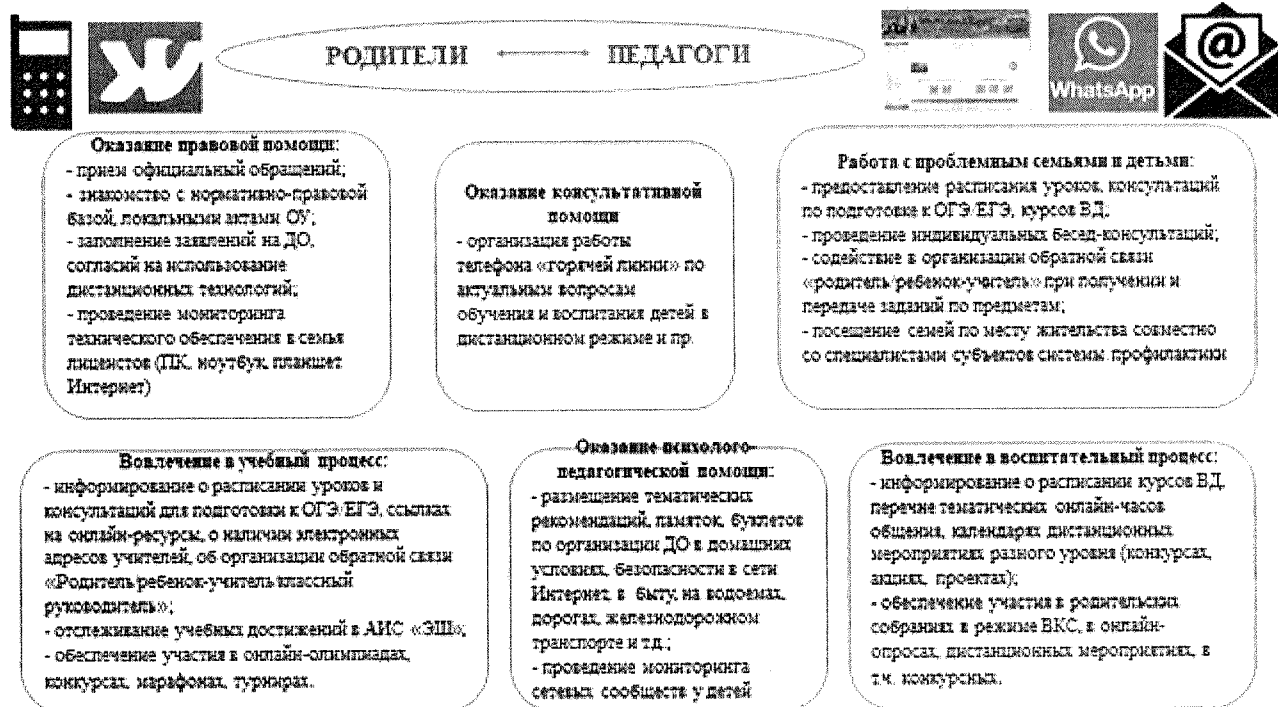 РОДИТЕЛИ ПЕДАГОГИ
@
WhatsApp
Оказание правовой помощи:
- прием официальный обращений;
- знакомство с нормативно-правовой
базой, локальными актами ОУ;
- заполнение заявлений на ДО,
согласий на использование
дистанционных технологий;
- проведение мониторинга
технического обеспечения в семья
лицеистов (ПК, ноутбук, планшет
Интернет)
Оказание консультативной
помощи
- организация работы
телефона «горячей линии» по
актуальным вопросам
обучения и воспитания детей в
дистанционном режиме и пр.
Работа с проблемным семьями и детьми:
- предоставление расписания уроков, консультаций
по подготовке к ОГЭ/ЕГЭ, курсов ВД;
- проведение индивидуальных бесед-консультаций;
- содействие в организации обратной связи
«родитель/ребенок-учитель» при получении и
передаче заданий по предметам;
- посещение семей по месту жительства совместно
со специалистами субъектов системы профилактики
Вовлечение в учебный процесс:
- информирование о расписании уроков и
консультаций для подготовки к ОГЭ/ЕГЭ, ссылках
на онлайн-ресурсы, о наличии электронных
адресов учителей, об организации обратной связи
«Родитель/ребенок-учитель/классный
руководитель»;
- отслеживание учебных достижений в АИС «ЭШ»;
- обеспечение участия в онлайн-олимпиадах,
конкурсах, марафонах, турнирах.
Оказание психолого-
педагогической помощи:
- размещение тематических
рекомендаций, памяток, буклетов
по организации ДО в домашних
условиях, безопасности в сети
Интернет, в быту, на водоемах,
дорогах, железнодорожном
транспорте и т.д.;
- проведение мониторинга
сетевых сообществ у детей
Вовлечение в воспитательный процесс:
- информирование о расписании курсов ВД,
перечне тематических онлайн-часов
общения, календарях дистанционных
мероприятиях разного уровня (конкурсах,
акциях, проектах);
- обеспечение участия в родительских
собраниях в режиме ВКС, в онлайн-
опросах, дистанционных мероприятиях, в
т.ч. конкурсных.